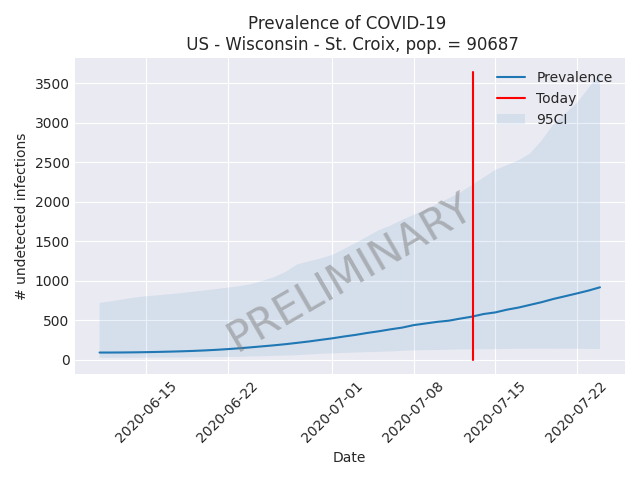 Prevalence of COVID-19
US - Wisconsin - St. Croix, pop. = 90687
# undetected infections
3500
3000
2500
2000
1500
1000
500
0
Prevalence
Today
95CI
PRELIMINARY
2020-06-15
2020-06-22
2020-07-01
2020-07-08
2020-07-15
2020-07-22
Date